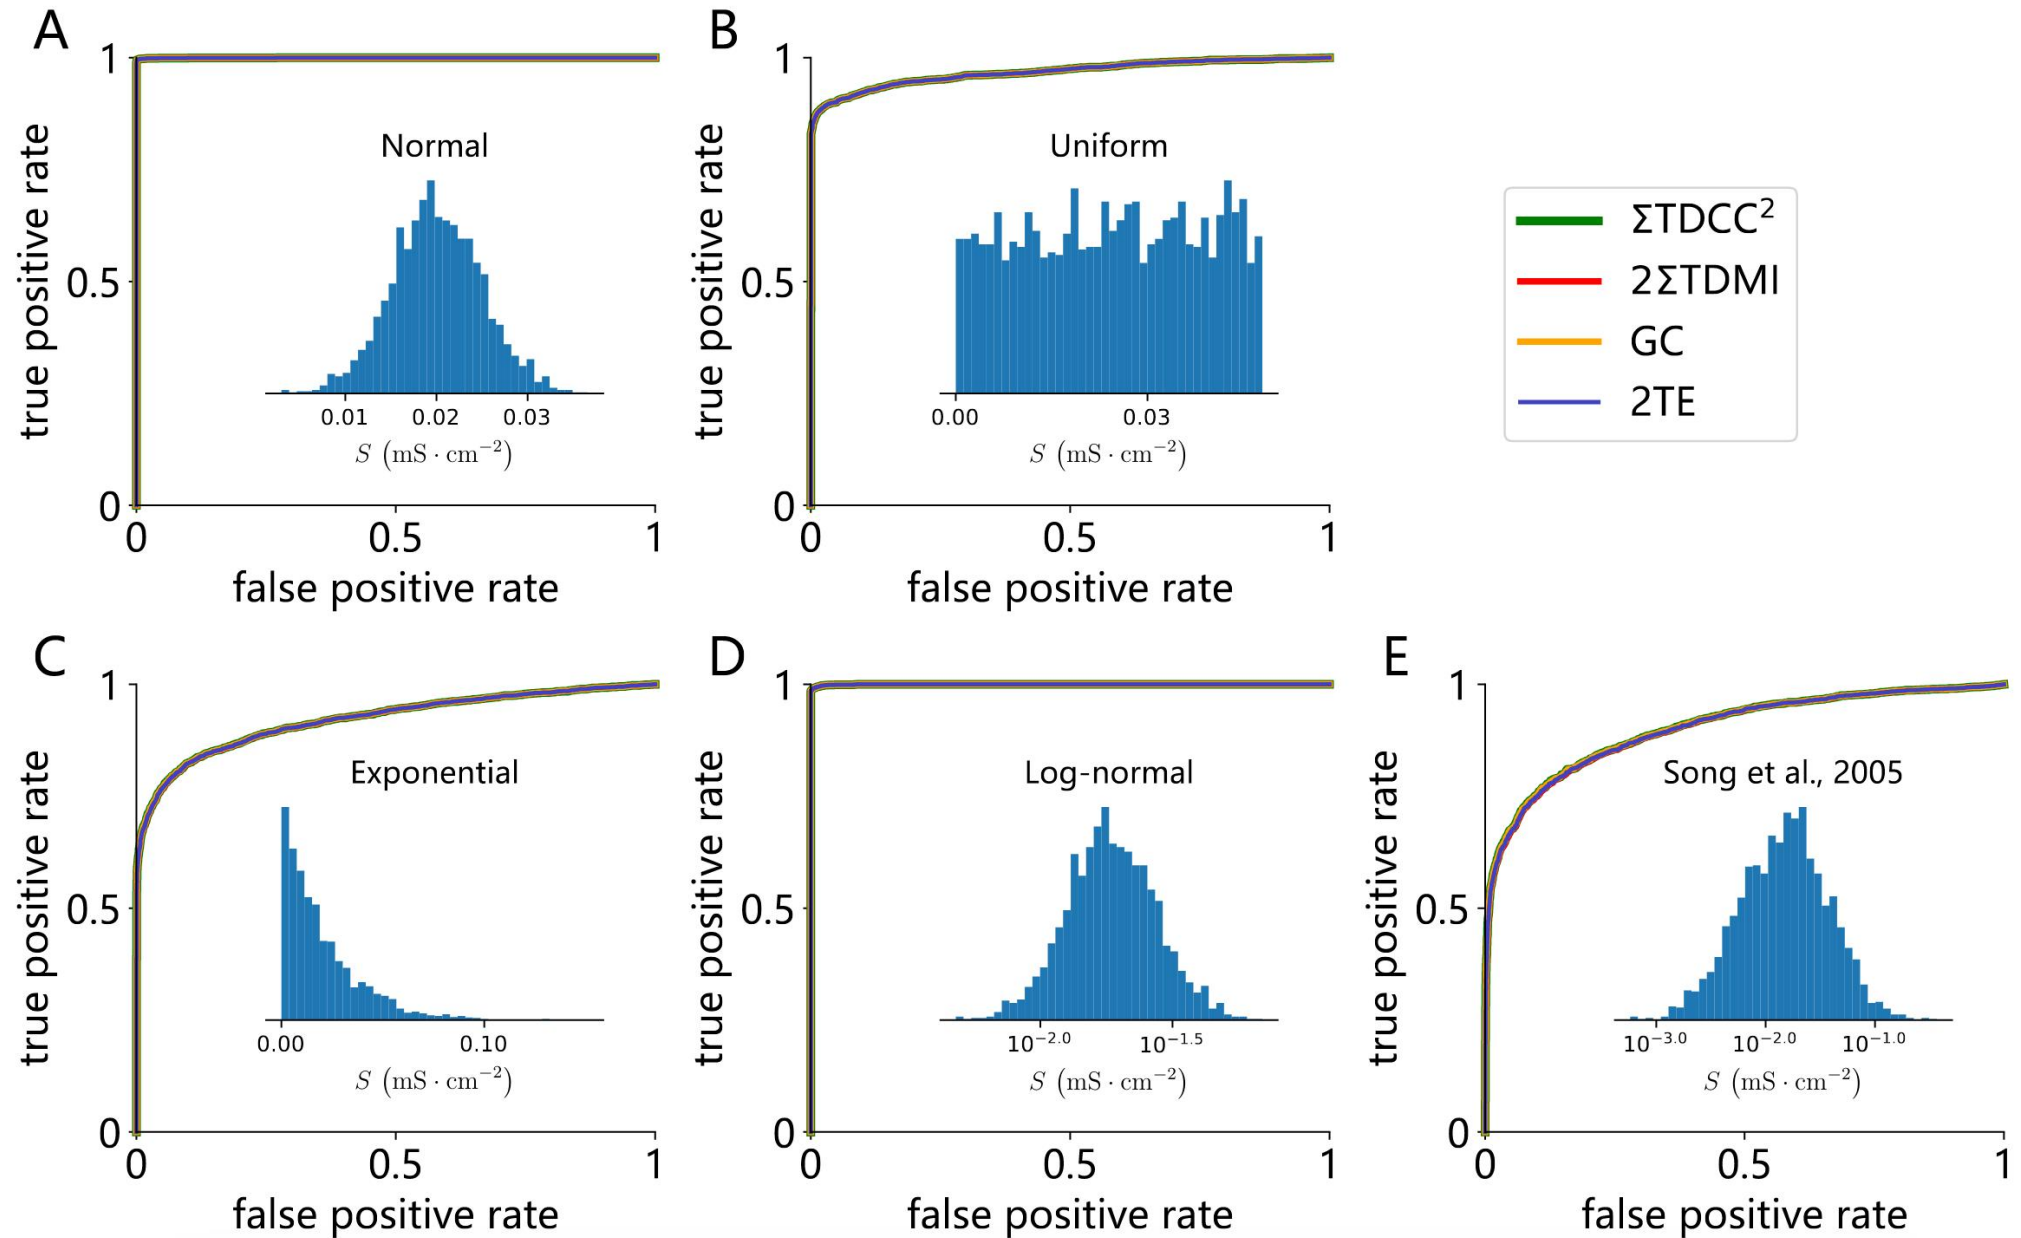 A
1
0.5
0
true positive rate
Normal
0.01 0.02 0.03
S (mS · cm⁻²)
0 0.5 1
false positive rate
B
1
0.5
0
true positive rate
Uniform
0.00 0.03
S (mS · cm⁻²)
0 0.5 1
false positive rate
ΣTDCC²
2ΣTDMI
GC
2TE
C
1
0.5
0
true positive rate
Exponential
0.00 0.10
S (mS · cm⁻²)
0 0.5 1
false positive rate
D
1
0.5
0
true positive rate
Log-normal
10⁻²·⁰ 10⁻¹·⁵
S (mS · cm⁻²)
0 0.5 1
false positive rate
E
1
0.5
0
true positive rate
Song et al., 2005
10⁻³·⁰ 10⁻²·⁰ 10⁻¹·⁰
S (mS · cm⁻²)
0 0.5 1
false positive rate